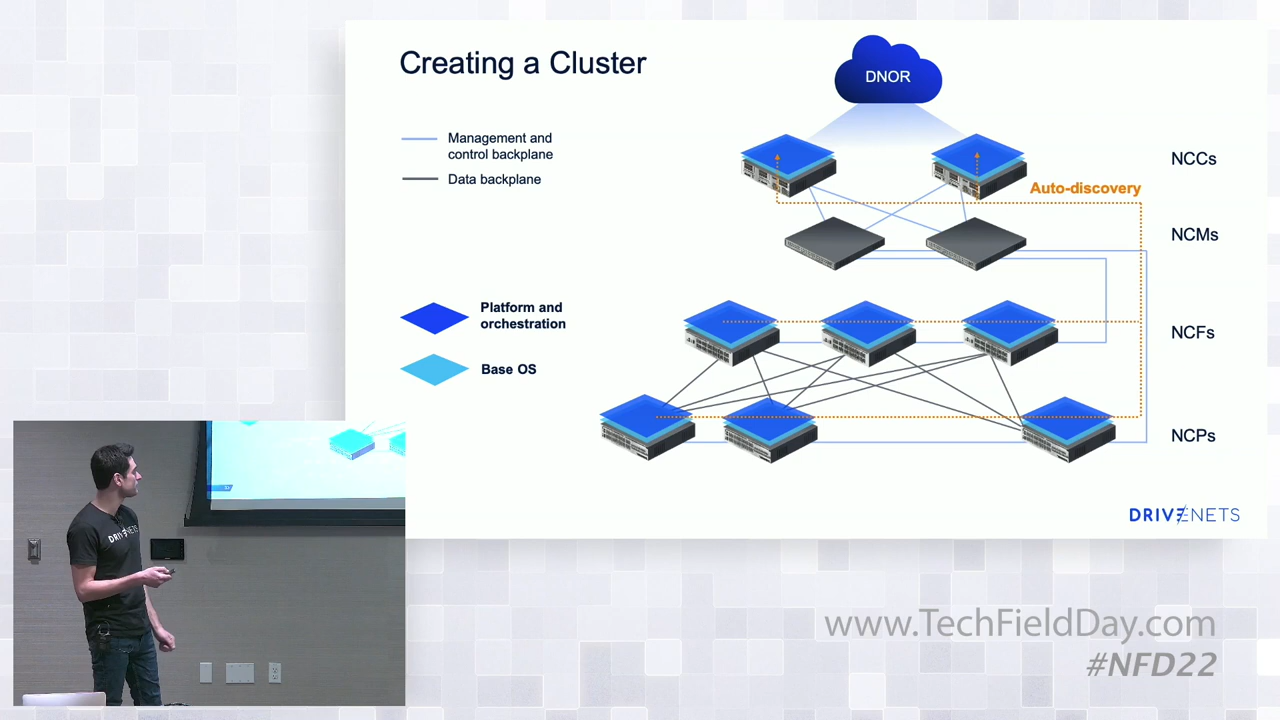 Creating a Cluster
DNOR
Management and
control backplane
Data backplane
NCCs
Auto-discovery
NCMs
Platform and
orchestration
NCFs
Base OS
NCPs
DRIVENETS
DRIVENETS
www.TechFieldDay.com
#NFD22